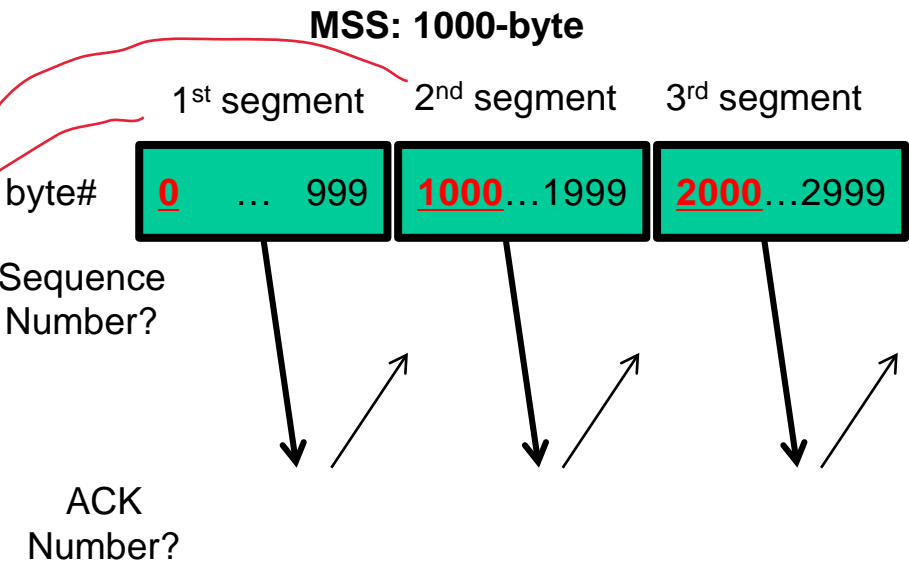 MSS: 1000-byte
1st segment 2nd segment 3rd segment
byte# 0 … 999 1000…1999 2000…2999
Sequence
Number?
ACK
Number?